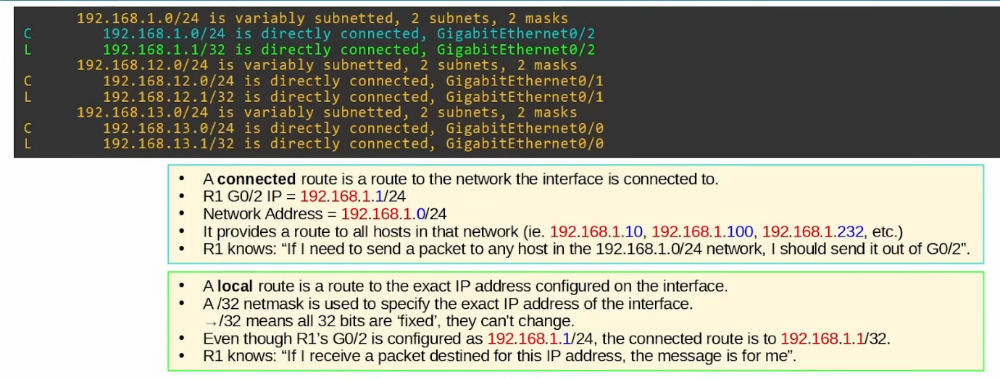 192.168.1.0/24 is variably subnetted, 2 subnets, 2 masks
C 192.168.1.0/24 is directly connected, GigabitEthernet0/2
L 192.168.1.1/32 is directly connected, GigabitEthernet0/2
192.168.12.0/24 is variably subnetted, 2 subnets, 2 masks
C 192.168.12.0/24 is directly connected, GigabitEthernet0/1
L 192.168.12.1/32 is directly connected, GigabitEthernet0/1
192.168.13.0/24 is variably subnetted, 2 subnets, 2 masks
C 192.168.13.0/24 is directly connected, GigabitEthernet0/0
L 192.168.13.1/32 is directly connected, GigabitEthernet0/0
• A connected route is a route to the network the interface is connected to.
• R1 G0/2 IP = 192.168.1.1/24
• Network Address = 192.168.1.0/24
• It provides a route to all hosts in that network (ie. 192.168.1.10, 192.168.1.100, 192.168.1.232, etc.)
• R1 knows: “If I need to send a packet to any host in the 192.168.1.0/24 network, I should send it out of G0/2”.
• A local route is a route to the exact IP address configured on the interface.
• A /32 netmask is used to specify the exact IP address of the interface.
→/32 means all 32 bits are ‘fixed’, they can’t change.
• Even though R1’s G0/2 is configured as 192.168.1.1/24, the connected route is to 192.168.1.1/32.
• R1 knows: “If I receive a packet destined for this IP address, the message is for me”.